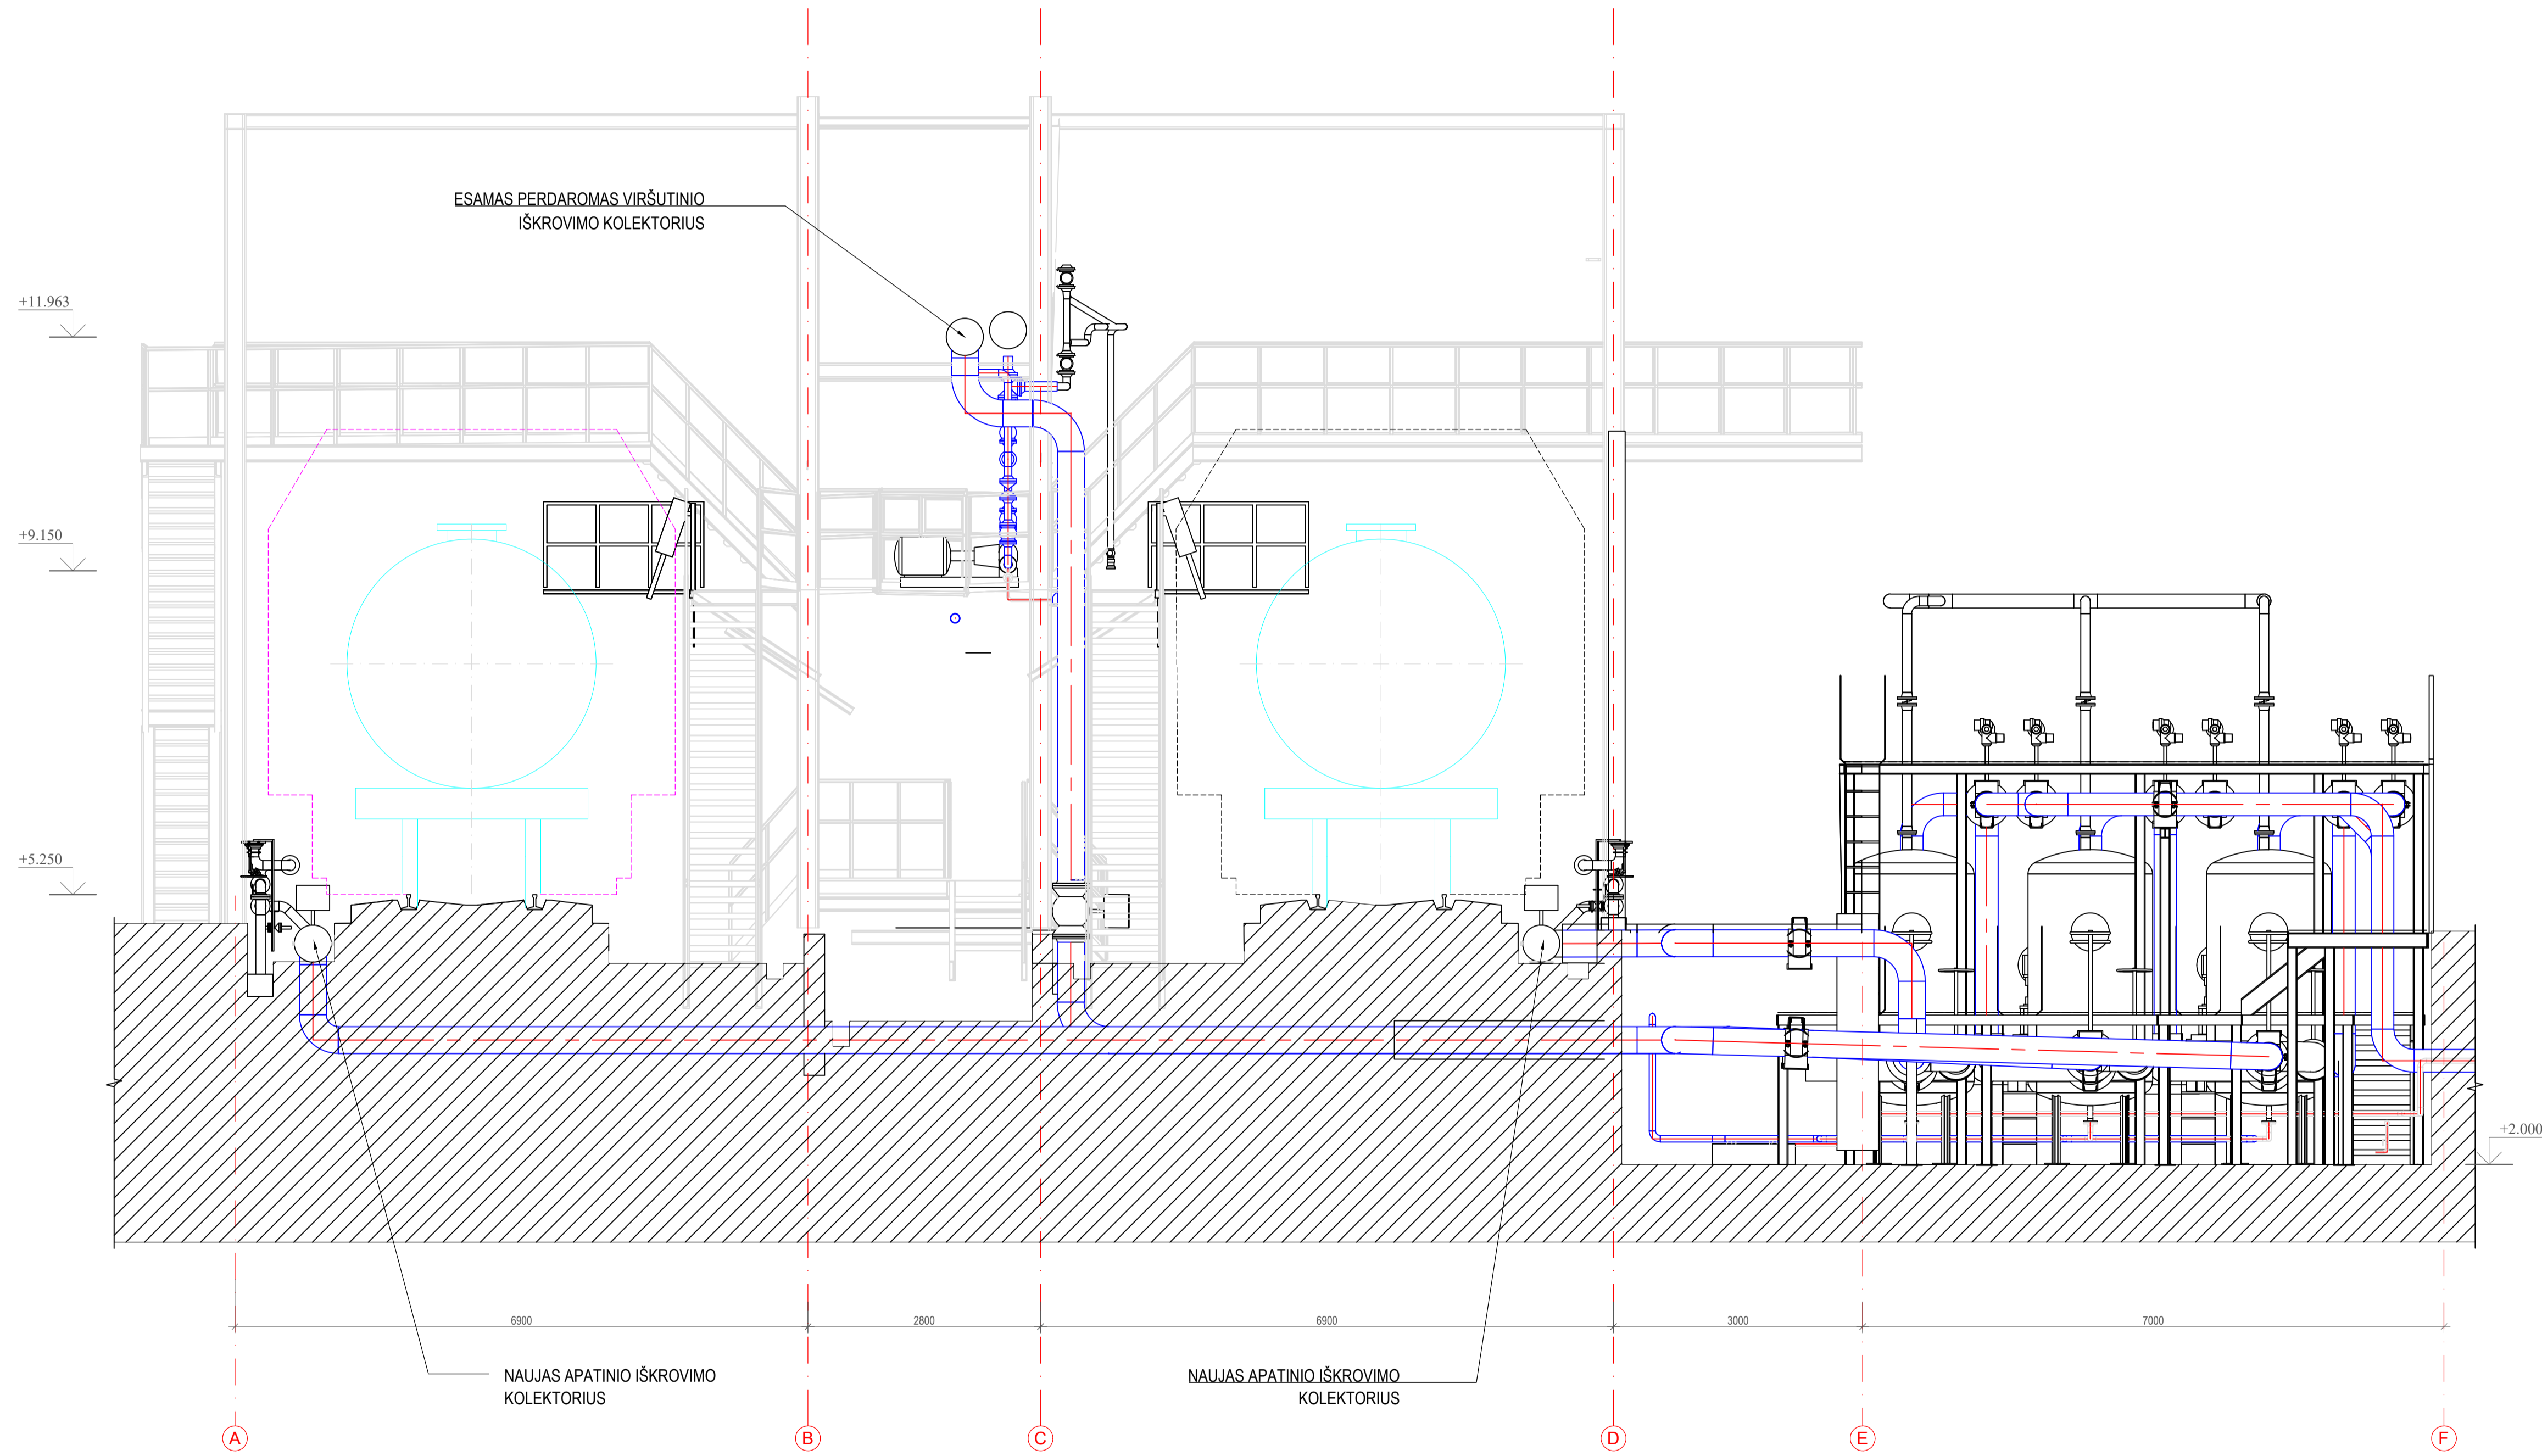 ESAMAS PERDAROMAS VIRŠUTINIO
IŠKROVIMO KOLEKTORIUS
+11.963
+9.150
+5.250
+2.000
6900
2800
6900
3000
7000
NAUJAS APATINIO IŠKROVIMO
KOLEKTORIUS
NAUJAS APATINIO IŠKROVIMO
KOLEKTORIUS
A
B
C
D
E
F